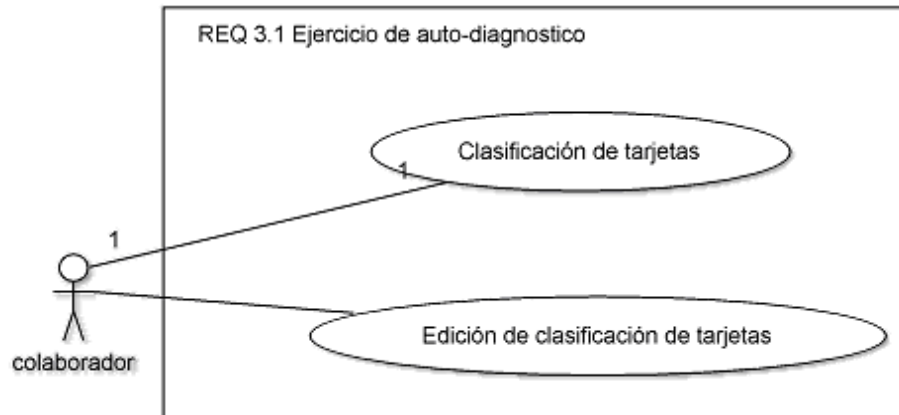 REQ 3.1 Ejercicio de auto-diagnostico
Clasificación de tarjetas
1
1
Edición de clasificación de tarjetas
colaborador